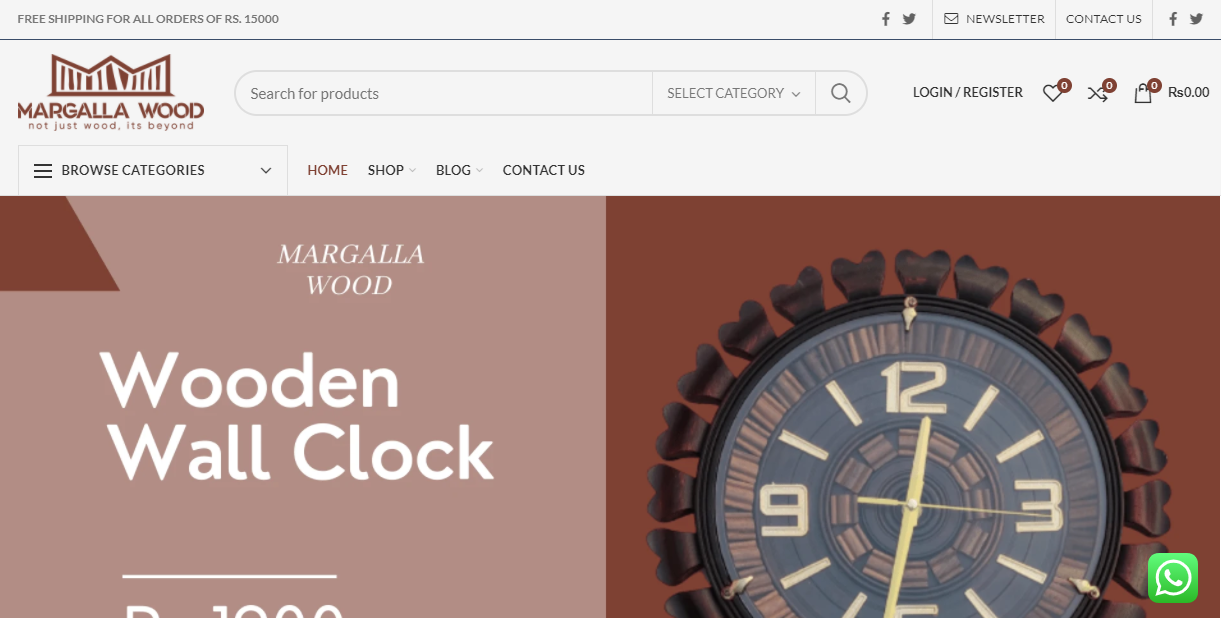 FREE SHIPPING FOR ALL ORDERS OF RS. 15000
NEWSLETTER
CONTACT US
MARGALLA WOOD
not just wood, its beyond
Search for products
SELECT CATEGORY
LOGIN / REGISTER
0
0
0
₨0.00
BROWSE CATEGORIES
HOME
SHOP
BLOG
CONTACT US
MARGALLA
WOOD
Wooden
Wall Clock
12
9
3